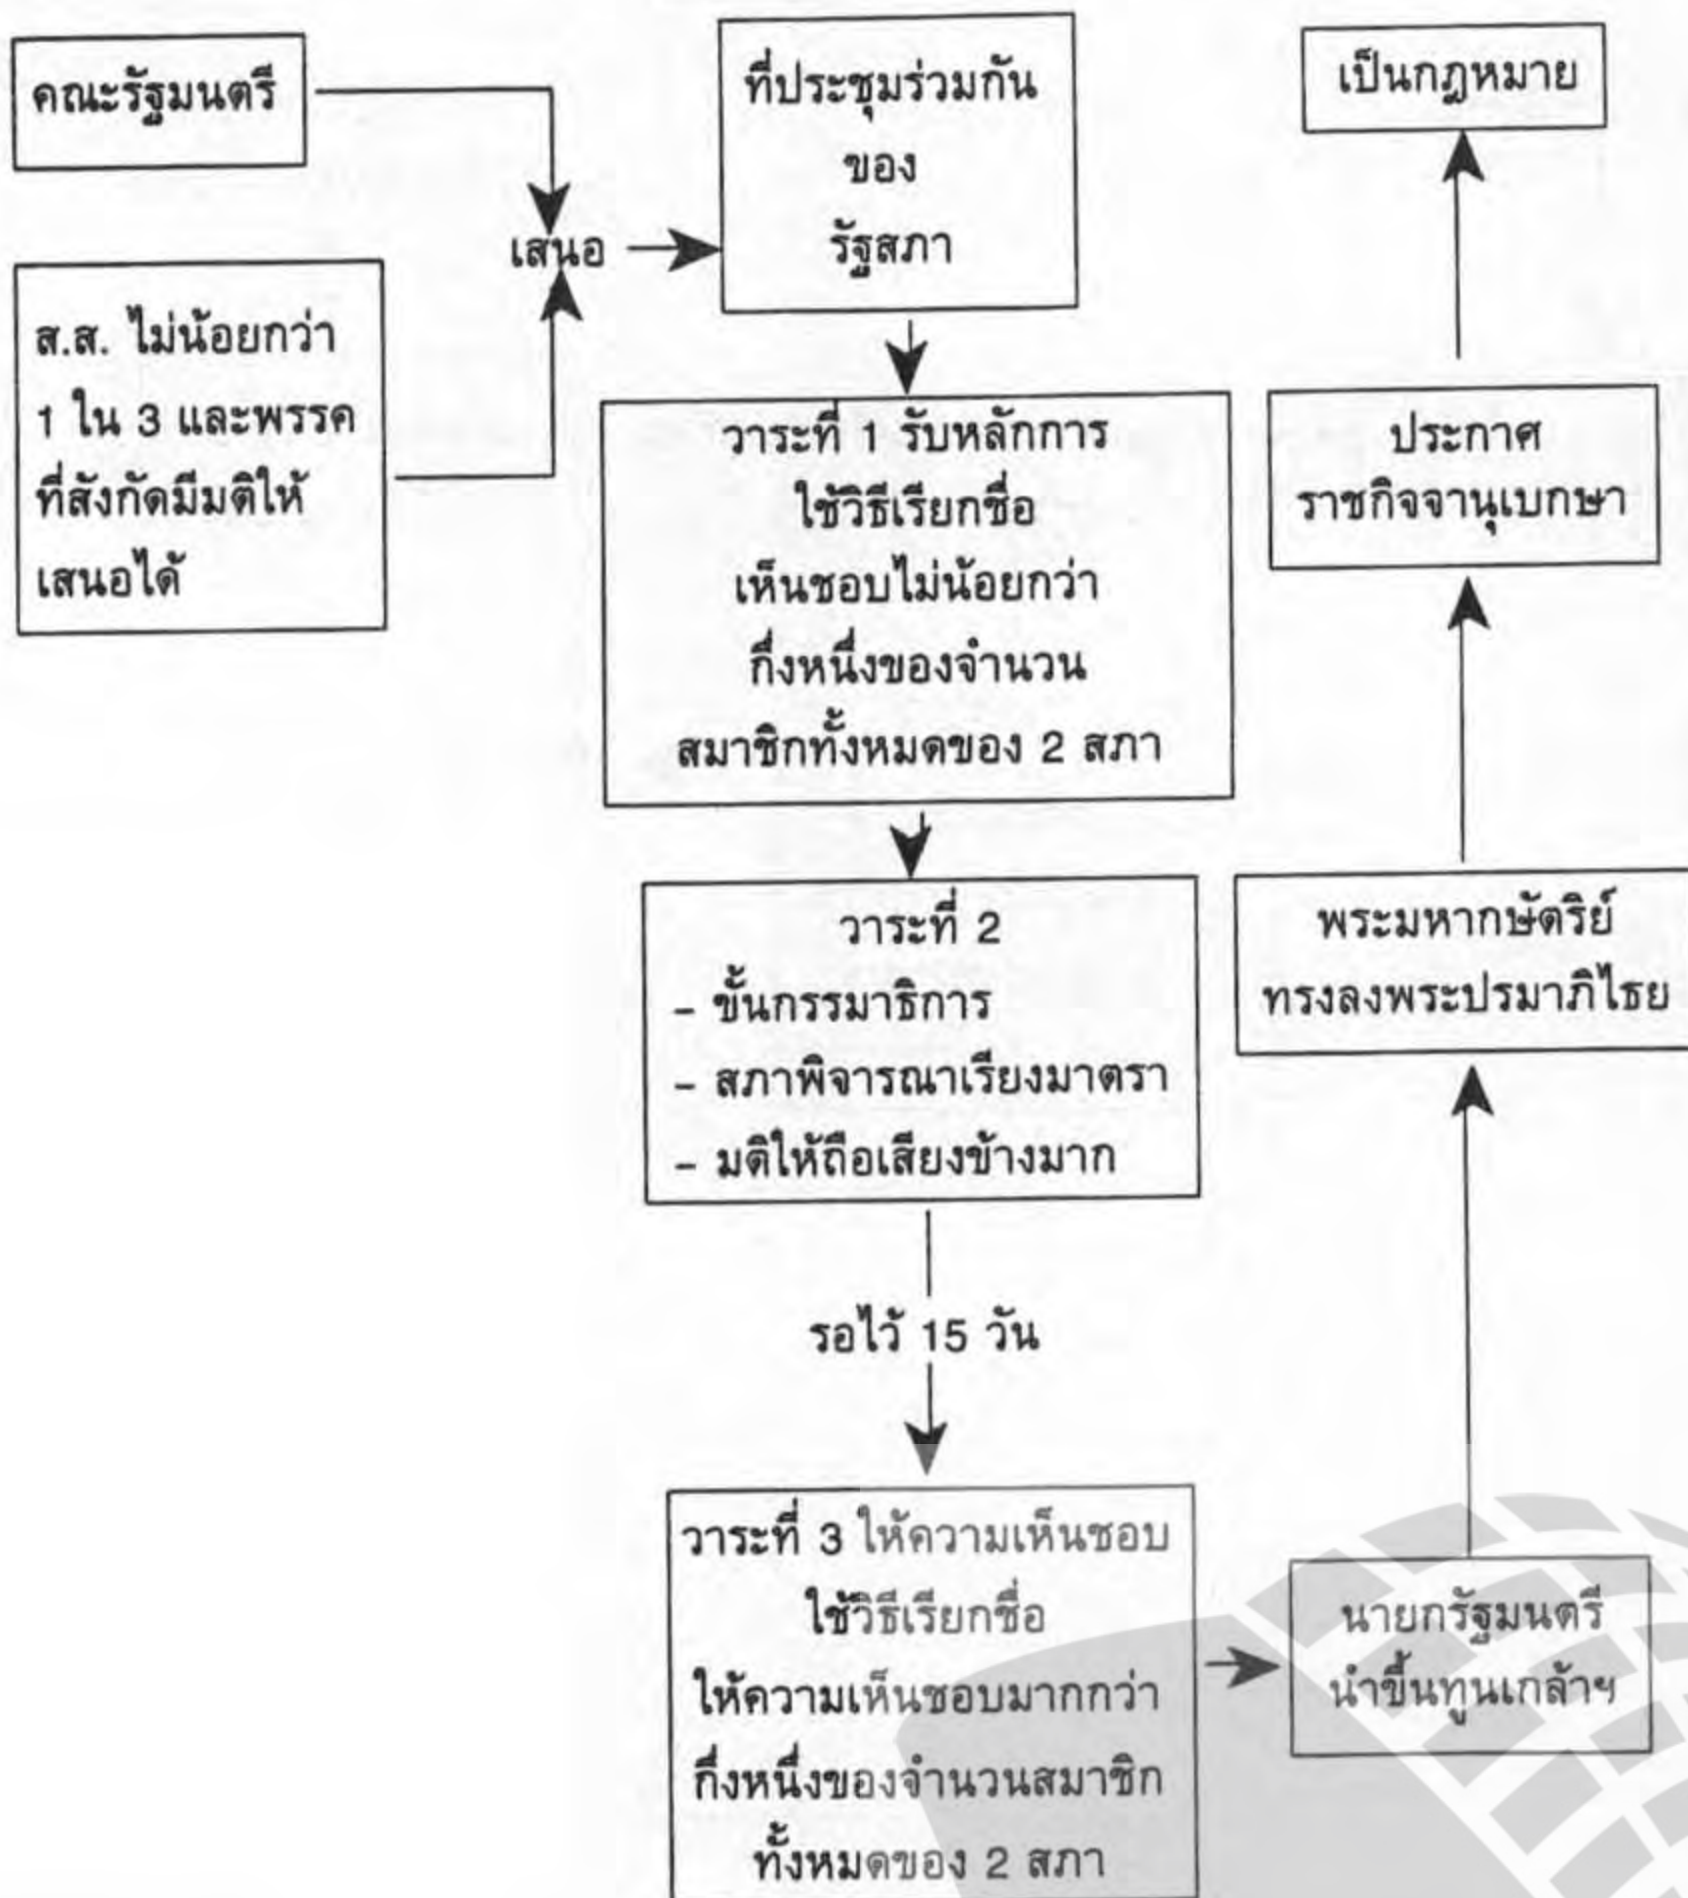 คณะรัฐมนตรี
ส.ส. ไม่น้อยกว่า
1 ใน 3 และพรรค
ที่สังกัดมีมติให้
เสนอได้
เสนอ
ที่ประชุมร่วมกัน
ของ
รัฐสภา
วาระที่ 1 รับหลักการ
ใช้วิธีเรียกชื่อ
เห็นชอบไม่น้อยกว่า
กึ่งหนึ่งของจำนวน
สมาชิกทั้งหมดของ 2 สภา
วาระที่ 2
- ขั้นกรรมาธิการ
- สภาพิจารณาเรียงมาตรา
- มติให้ถือเสียงข้างมาก
รอไว้ 15 วัน
วาระที่ 3 ให้ความเห็นชอบ
ใช้วิธีเรียกชื่อ
ให้ความเห็นชอบมากกว่า
กึ่งหนึ่งของจำนวนสมาชิก
ทั้งหมดของ 2 สภา
นายกรัฐมนตรี
นำขึ้นทูนเกล้าฯ
พระมหากษัตริย์
ทรงลงพระปรมาภิไธย
ประกาศ
ราชกิจจานุเบกษา
เป็นกฎหมาย